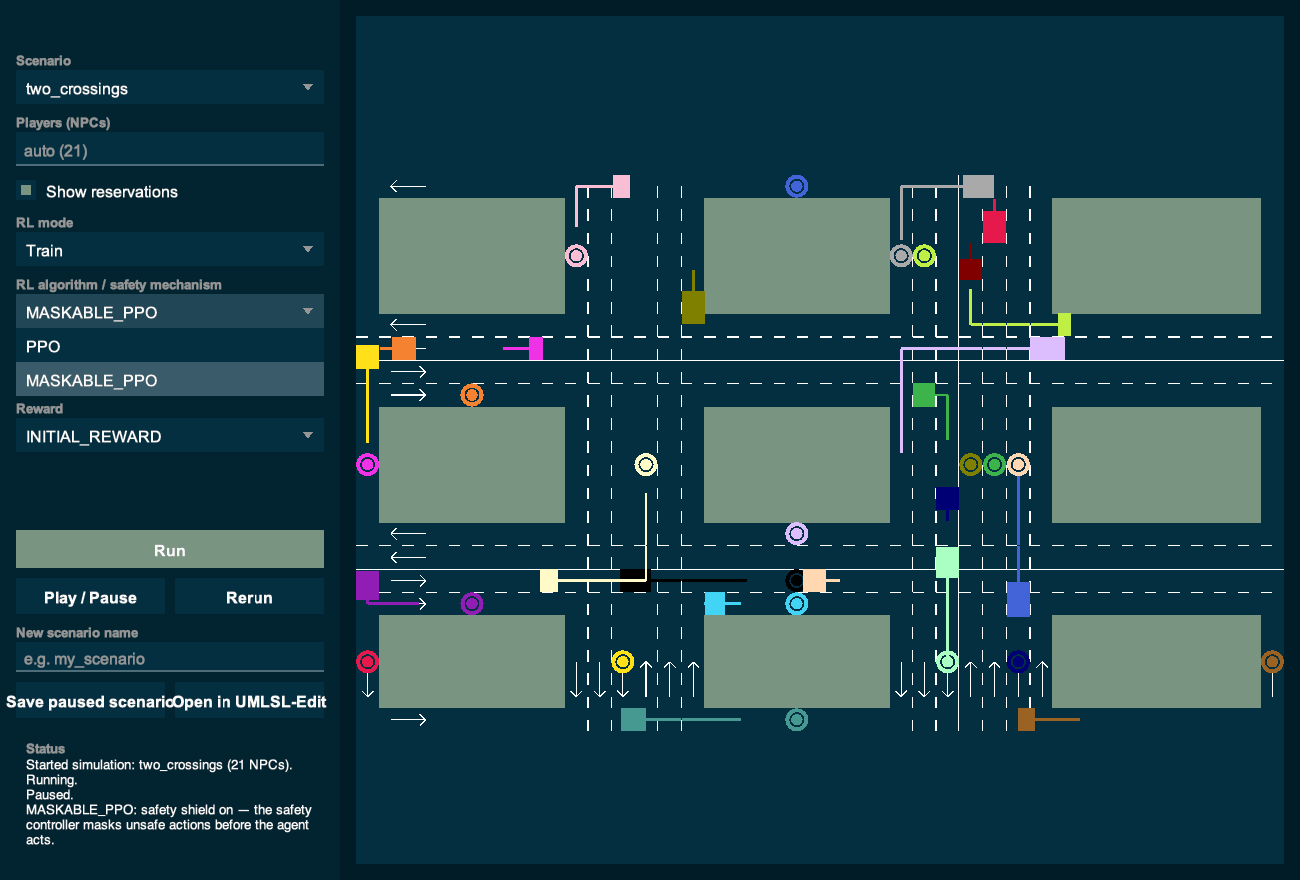 Scenario
two_crossings
Players (NPCs)
auto (21)
Show reservations
RL mode
Train
RL algorithm / safety mechanism
MASKABLE_PPO
PPO
MASKABLE_PPO
Reward
INITIAL_REWARD
Run
Play / Pause
Rerun
New scenario name
e.g. my_scenario
Save paused scenario
Open in UMLSL-Edit
Status
Started simulation: two_crossings (21 NPCs).
Running.
Paused.
MASKABLE_PPO: safety shield on — the safety
controller masks unsafe actions before the agent
acts.